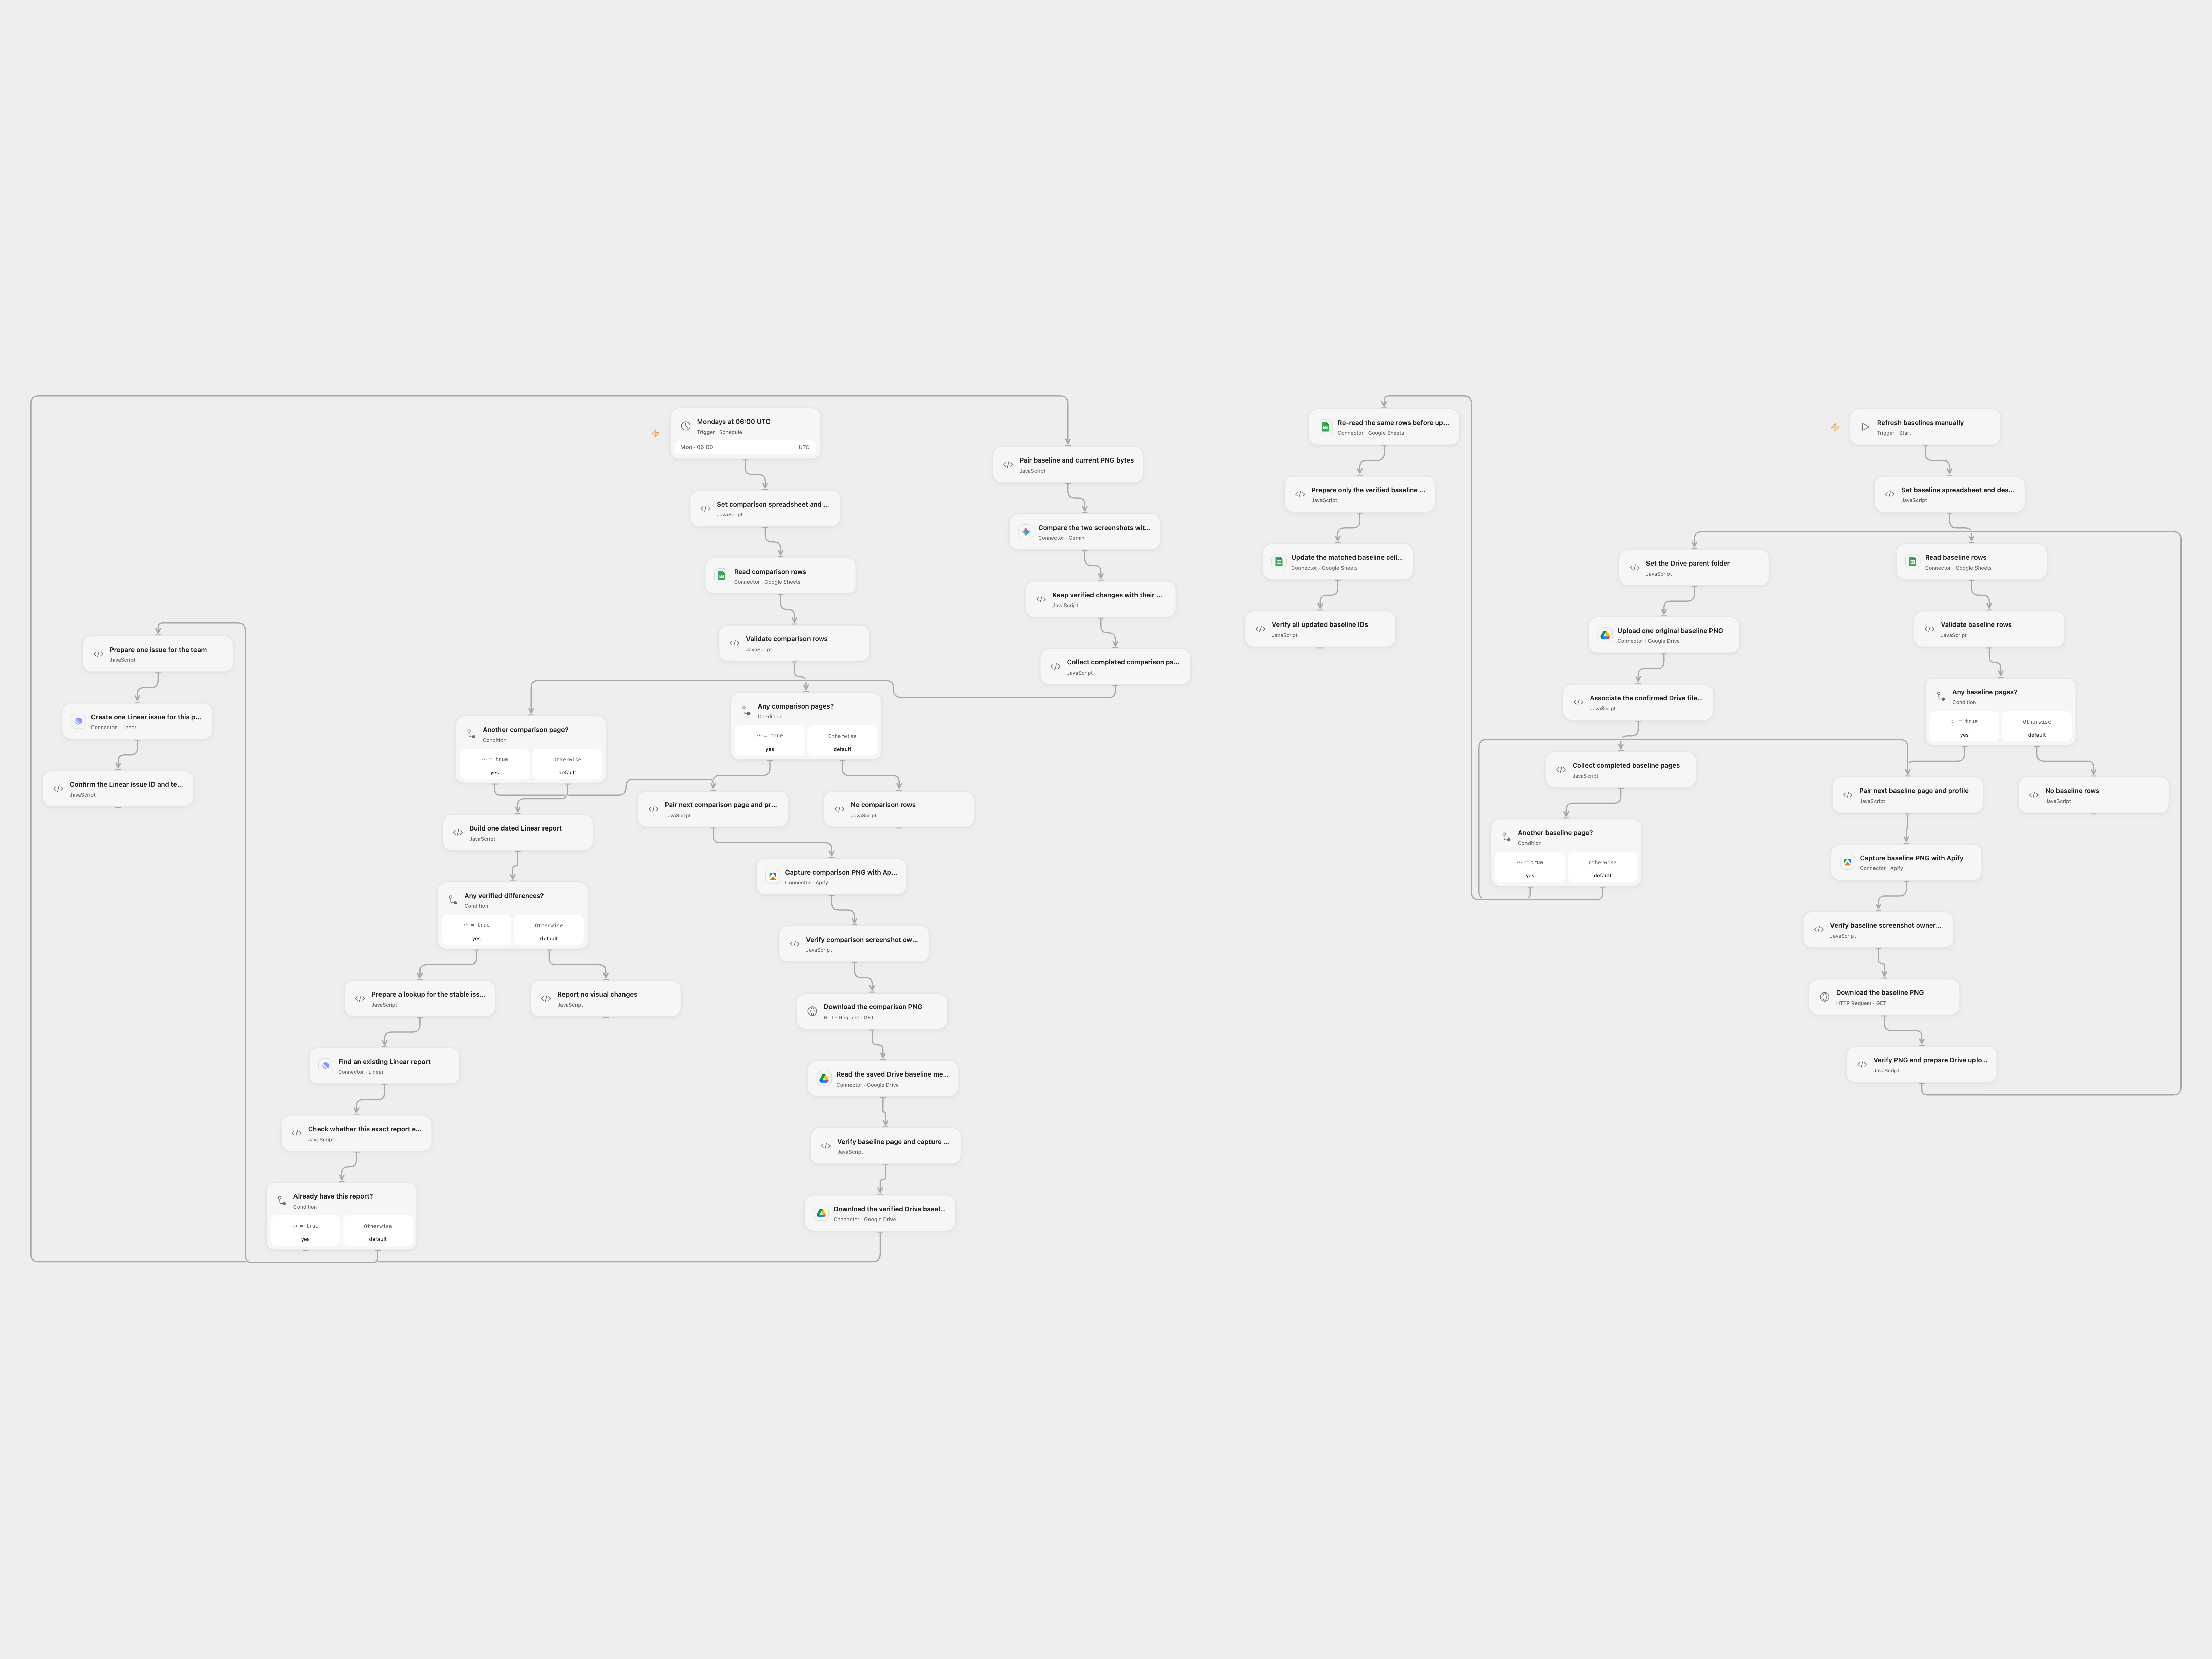 Mondays at 06:00 UTC
Trigger · Schedule
Mon · 06:00 UTC
Set comparison spreadsheet and ...
JavaScript
Read comparison rows
Connector · Google Sheets
Validate comparison rows
JavaScript
Any comparison pages?
Condition
</> = true
yes
Otherwise
default
Another comparison page?
Condition
</> = true
yes
Otherwise
default
Pair next comparison page and pr...
JavaScript
No comparison rows
JavaScript
Build one dated Linear report
JavaScript
Any verified differences?
Condition
</> = true
yes
Otherwise
default
Prepare a lookup for the stable iss...
JavaScript
Report no visual changes
JavaScript
Find an existing Linear report
Connector · Linear
Check whether this exact report e...
JavaScript
Already have this report?
Condition
</> = true
yes
Otherwise
default
Prepare one issue for the team
JavaScript
Create one Linear issue for this p...
Connector · Linear
Confirm the Linear issue ID and te...
JavaScript
Capture comparison PNG with Ap...
Connector · Apify
Verify comparison screenshot ow...
JavaScript
Download the comparison PNG
HTTP Request · GET
Read the saved Drive baseline me...
Connector · Google Drive
Verify baseline page and capture ...
JavaScript
Download the verified Drive basel...
Connector · Google Drive
Pair baseline and current PNG bytes
JavaScript
Compare the two screenshots wit...
Connector · Gemini
Keep verified changes with their ...
JavaScript
Collect completed comparison pa...
JavaScript
Re-read the same rows before up...
Connector · Google Sheets
Prepare only the verified baseline ...
JavaScript
Update the matched baseline cell...
Connector · Google Sheets
Verify all updated baseline IDs
JavaScript
Refresh baselines manually
Trigger · Start
Set baseline spreadsheet and des...
JavaScript
Read baseline rows
Connector · Google Sheets
Validate baseline rows
JavaScript
Any baseline pages?
Condition
</> = true
yes
Otherwise
default
Pair next baseline page and profile
JavaScript
No baseline rows
JavaScript
Capture baseline PNG with Apify
Connector · Apify
Verify baseline screenshot owner...
JavaScript
Download the baseline PNG
HTTP Request · GET
Verify PNG and prepare Drive uplo...
JavaScript
Set the Drive parent folder
JavaScript
Upload one original baseline PNG
Connector · Google Drive
Associate the confirmed Drive file...
JavaScript
Collect completed baseline pages
JavaScript
Another baseline page?
Condition
</> = true
yes
Otherwise
default